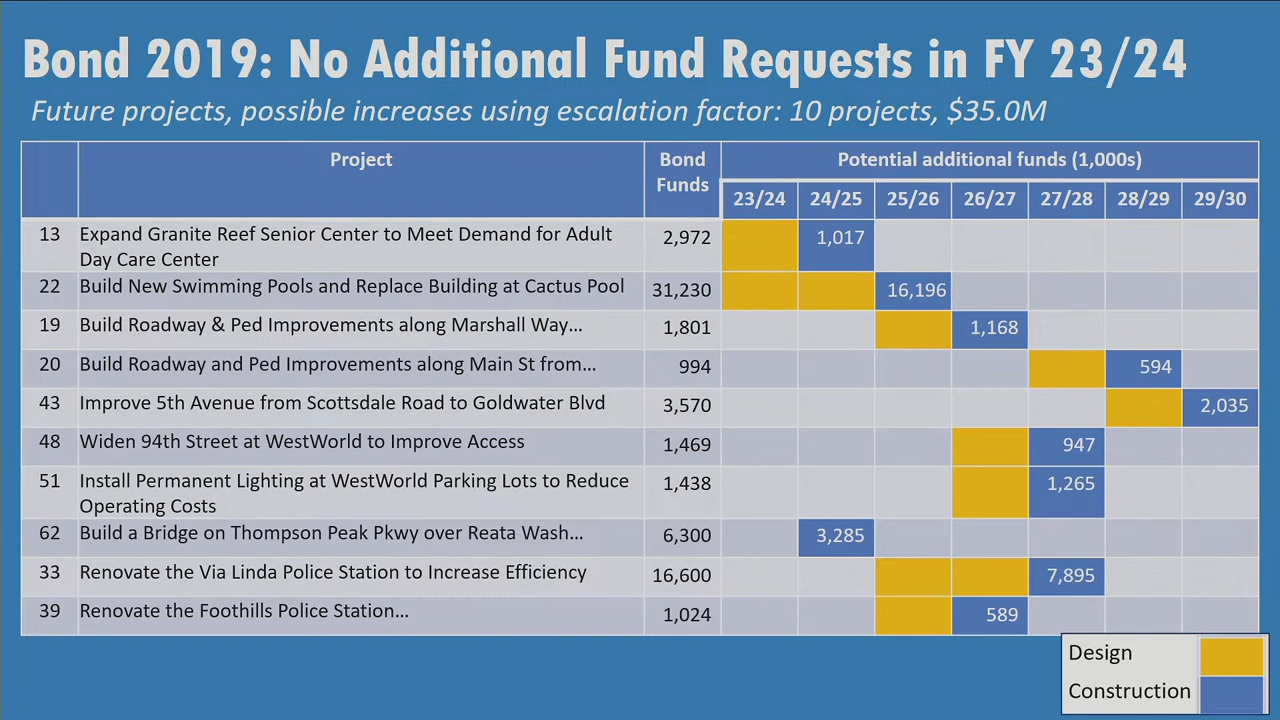 Bond 2019: No Additional Fund Requests in FY 23/24
Future projects, possible increases using escalation factor: 10 projects, $35.0M
Project Bond Funds Potential additional funds (1,000s)
23/24 24/25 25/26 26/27 27/28 28/29 29/30
13 Expand Granite Reef Senior Center to Meet Demand for Adult 2,972 1,017
Day Care Center
22 Build New Swimming Pools and Replace Building at Cactus Pool 31,230 16,196
19 Build Roadway & Ped Improvements along Marshall Way... 1,801 1,168
20 Build Roadway and Ped Improvements along Main St from... 994 594
43 Improve 5th Avenue from Scottsdale Road to Goldwater Blvd 3,570 2,035
48 Widen 94th Street at WestWorld to Improve Access 1,469 947
51 Install Permanent Lighting at WestWorld Parking Lots to Reduce 1,438 1,265
Operating Costs
62 Build a Bridge on Thompson Peak Pkwy over Reata Wash... 6,300 3,285
33 Renovate the Via Linda Police Station to Increase Efficiency 16,600 7,895
39 Renovate the Foothills Police Station... 1,024 589
Design
Construction